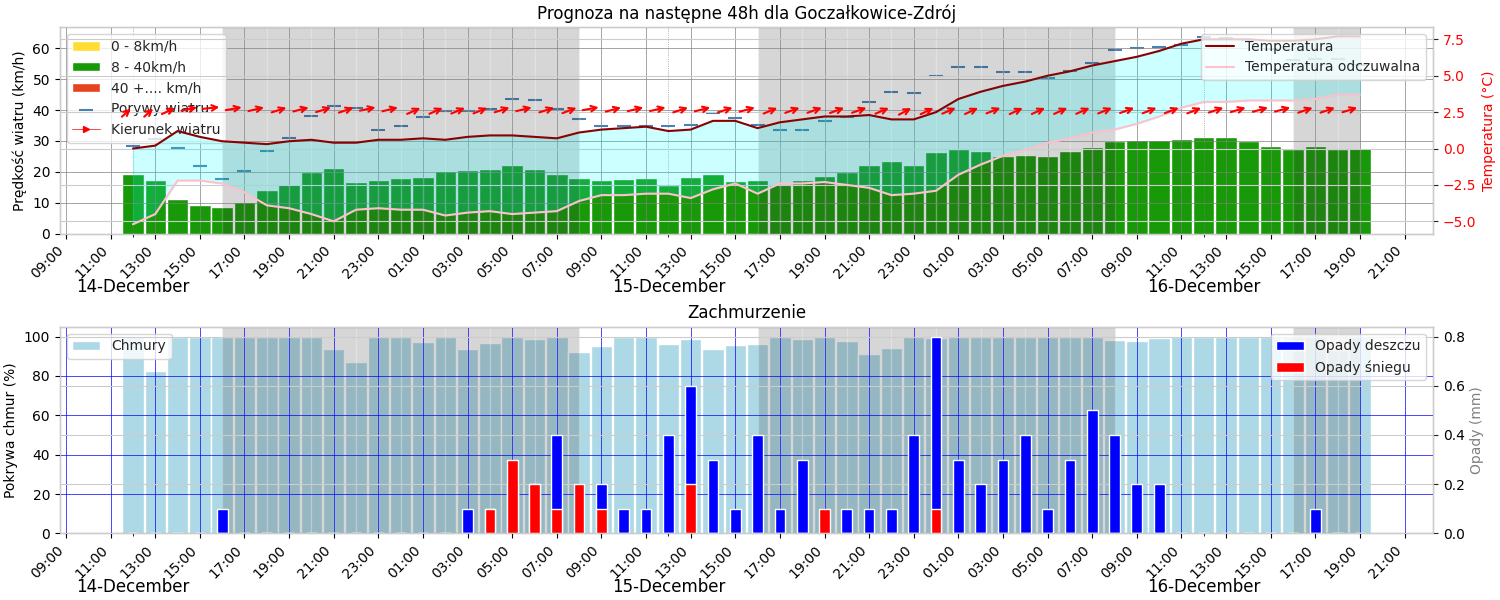 Prognoza na następne 48h dla Goczałkowice-Zdrój
Prędkość wiatru (km/h)
60
50
40
30
20
10
0
0 - 8km/h
8 - 40km/h
40 +.... km/h
Porywy wiatru
Kierunek wiatru
Temperatura
Temperatura odczuwalna
7.5
5.0
2.5
0.0
−2.5
−5.0
Temperatura (°C)
09:00 11:00 13:00 15:00 17:00 19:00 21:00 23:00 01:00 03:00 05:00 07:00 09:00 11:00 13:00 15:00 17:00 19:00 21:00 23:00 01:00 03:00 05:00 07:00 09:00 11:00 13:00 15:00 17:00 19:00 21:00
14-December 15-December 16-December
Zachmurzenie
Pokrywa chmur (%)
100
80
60
40
20
0
Chmury
Opady deszczu
Opady śniegu
0.8
0.6
0.4
0.2
0.0
Opady (mm)
09:00 11:00 13:00 15:00 17:00 19:00 21:00 23:00 01:00 03:00 05:00 07:00 09:00 11:00 13:00 15:00 17:00 19:00 21:00 23:00 01:00 03:00 05:00 07:00 09:00 11:00 13:00 15:00 17:00 19:00 21:00
14-December 15-December 16-December